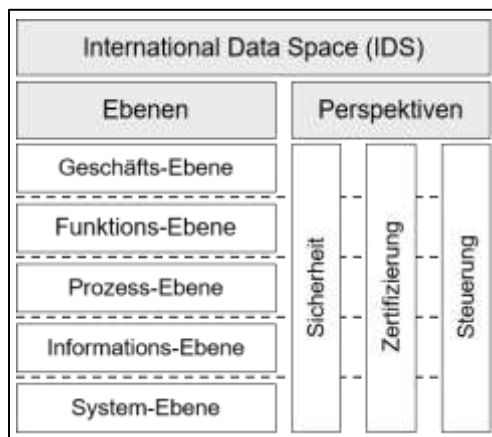 International Data Space (IDS)
Ebenen
Perspektiven
Geschäfts-Ebene
Funktions-Ebene
Prozess-Ebene
Informations-Ebene
System-Ebene
Sicherheit
Zertifizierung
Steuerung